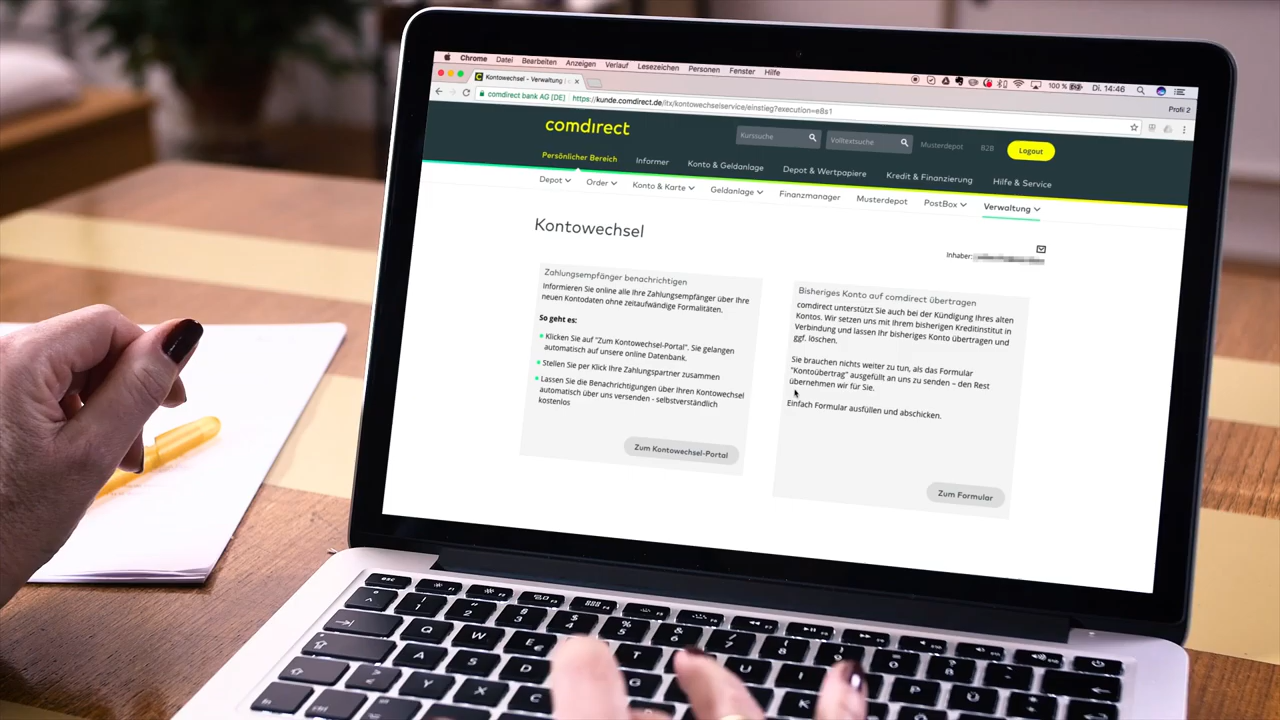 Chrome Datei Bearbeiten Anzeigen Verlauf Lesezeichen Personen Fenster Hilfe
100 % Di. 14:46
Kontowechsel - Verwaltung
Profil 2
comdirect bank AG [DE] https://kunde.comdirect.de/itx/kontowechselservice/einstieg?execution=e8s1
comdirect
Kurssuche
Volltextsuche
Musterdepot
B2B
Logout
Persönlicher Bereich Informer Konto & Geldanlage Depot & Wertpapiere Kredit & Finanzierung Hilfe & Service
Depot Order Konto & Karte Geldanlage Finanzmanager Musterdepot PostBox Verwaltung
Kontowechsel
Inhaber:
Zahlungsempfänger benachrichtigen
Informieren Sie online alle Ihre Zahlungsempfänger über Ihre
neuen Kontodaten ohne zeitaufwändige Formalitäten.
So geht es:
Klicken Sie auf "Zum Kontowechsel-Portal". Sie gelangen
automatisch auf unsere online Datenbank.
Stellen Sie per Klick Ihre Zahlungspartner zusammen
Lassen Sie die Benachrichtigungen über Ihren Kontowechsel
automatisch über uns versenden - selbstverständlich
kostenlos
Zum Kontowechsel-Portal
Bisheriges Konto auf comdirect übertragen
comdirect unterstützt Sie auch bei der Kündigung Ihres alten
Kontos. Wir setzen uns mit Ihrem bisherigen Kreditinstitut in
Verbindung und lassen Ihr bisheriges Konto übertragen und
ggf. löschen.
Sie brauchen nichts weiter zu tun, als das Formular
"Kontoübertrag" ausgefüllt an uns zu senden – den Rest
übernehmen wir für Sie.
Einfach Formular ausfüllen und abschicken.
Zum Formular
esc
Q W E T U I P Ü
A S D G K
Y X C